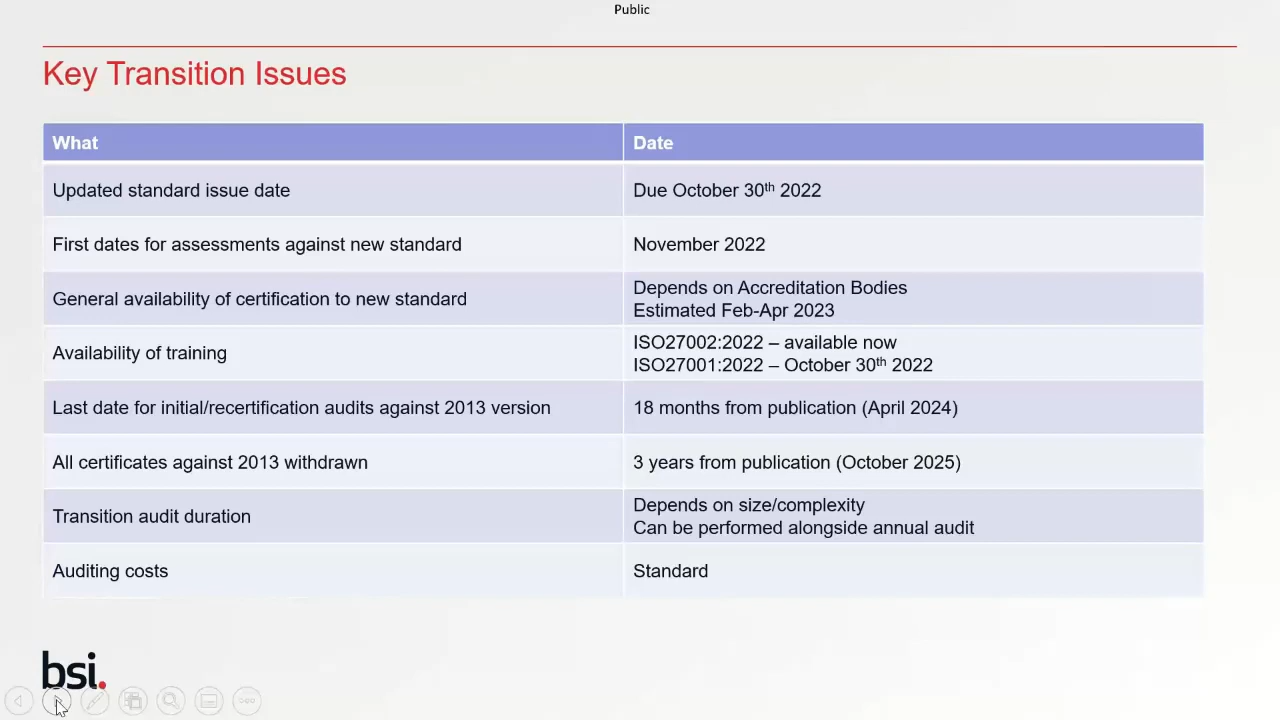 Public
Key Transition Issues
What
Date
Updated standard issue date
Due October 30th 2022
First dates for assessments against new standard
November 2022
General availability of certification to new standard
Depends on Accreditation Bodies
Estimated Feb-Apr 2023
Availability of training
ISO27002:2022 – available now
ISO27001:2022 – October 30th 2022
Last date for initial/recertification audits against 2013 version
18 months from publication (April 2024)
All certificates against 2013 withdrawn
3 years from publication (October 2025)
Transition audit duration
Depends on size/complexity
Can be performed alongside annual audit
Auditing costs
Standard
bsi.